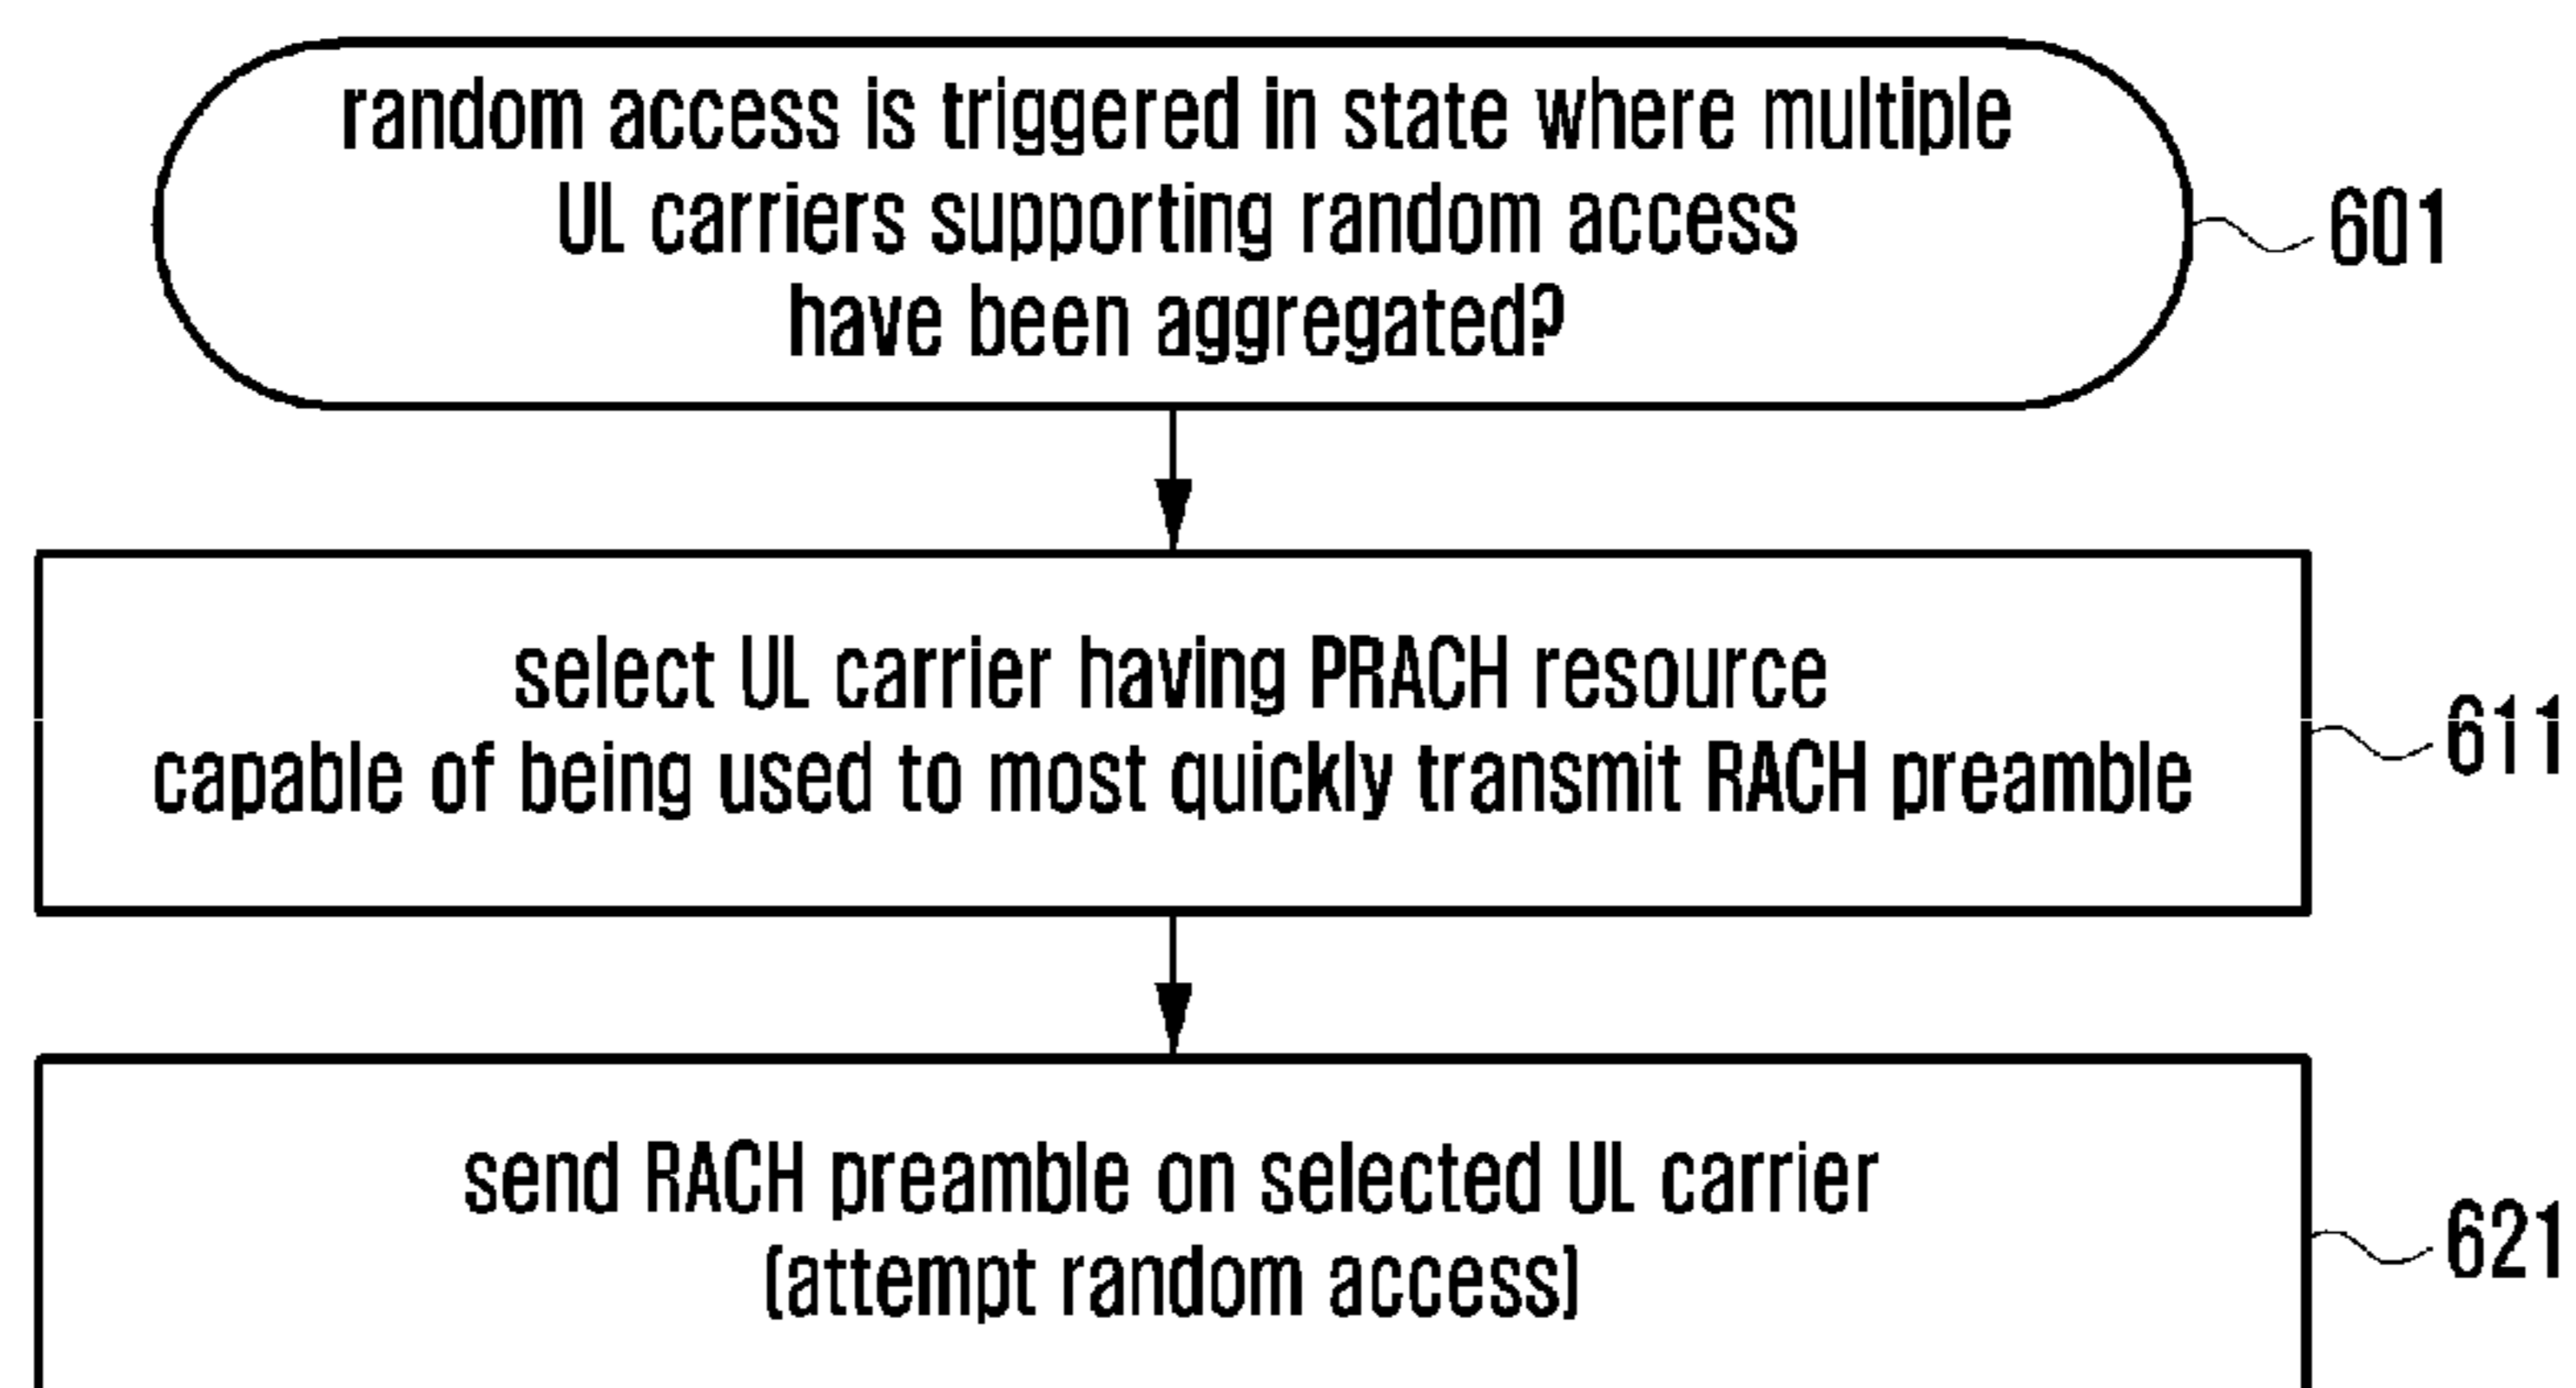 random access is triggered in state where multiple
UL carriers supporting random access
have been aggregated?
601
select UL carrier having PRACH resource
capable of being used to most quickly transmit RACH preamble
611
send RACH preamble on selected UL carrier
(attempt random access)
621